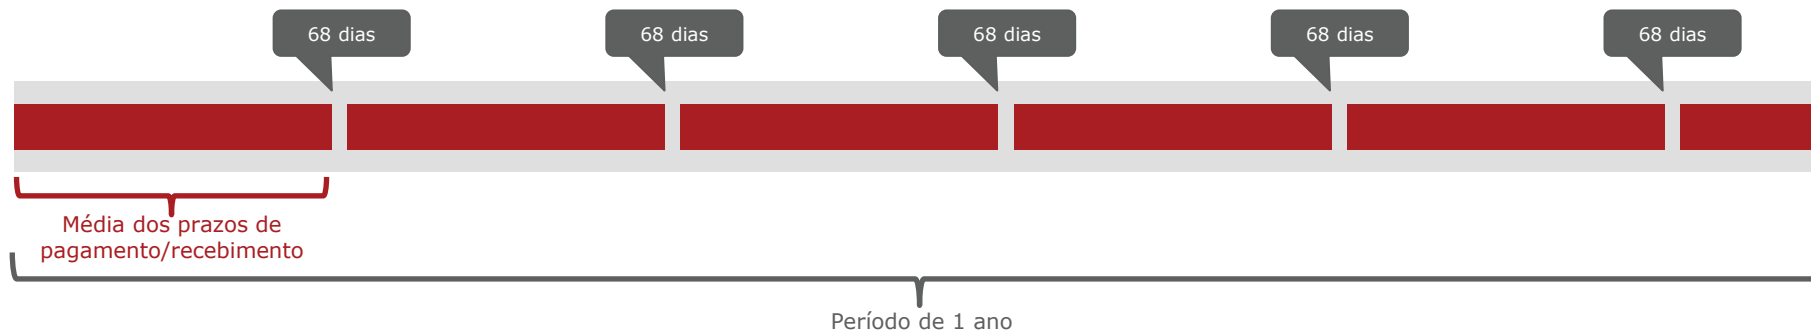 68 dias
68 dias
68 dias
68 dias
68 dias
Média dos prazos de
pagamento/recebimento
Período de 1 ano